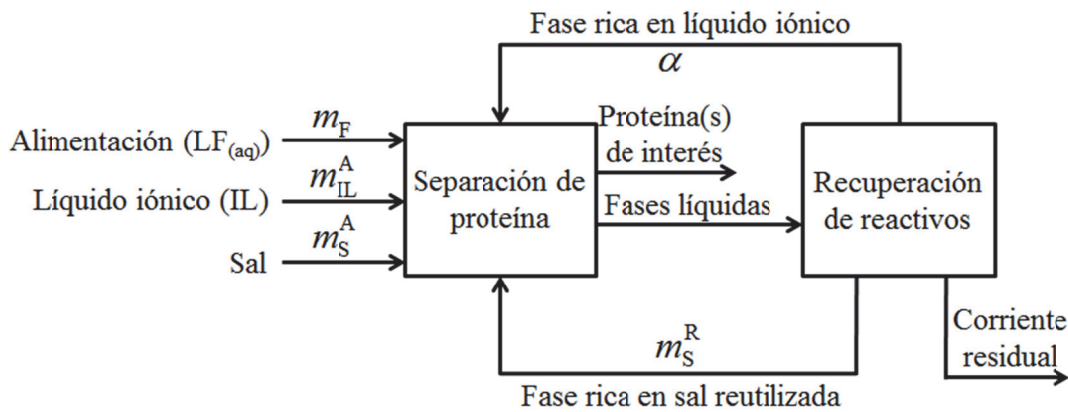 Fase rica en líquido iónico
α
Alimentación (LF(aq))
m_F
Líquido iónico (IL)
m_IL^A
Sal
m_S^A
Separación de
proteína
Proteína(s)
de interés
Fases líquidas
Recuperación
de reactivos
m_S^R
Fase rica en sal reutilizada
Corriente
residual